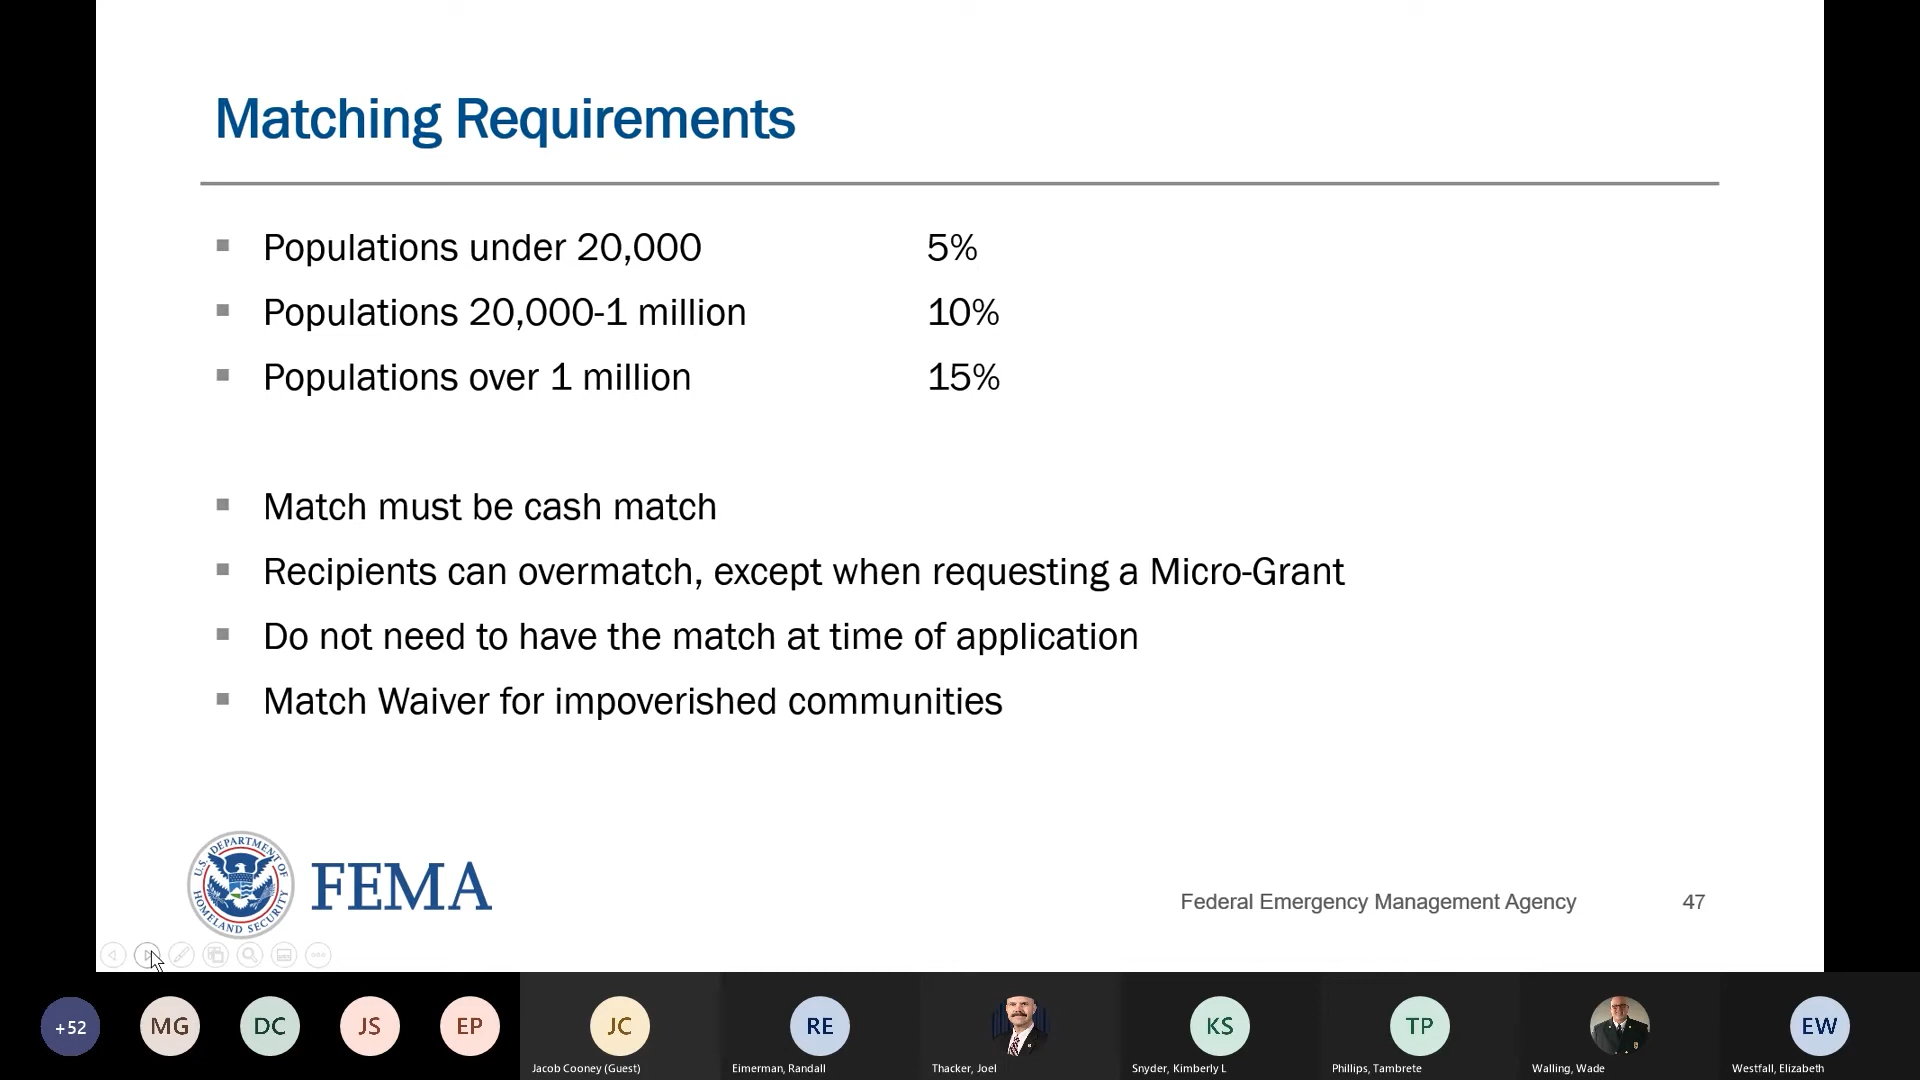 Matching Requirements
Populations under 20,000 5%
Populations 20,000-1 million 10%
Populations over 1 million 15%
Match must be cash match
Recipients can overmatch, except when requesting a Micro-Grant
Do not need to have the match at time of application
Match Waiver for impoverished communities
U.S. DEPARTMENT OF
HOMELAND SECURITY
FEMA
Federal Emergency Management Agency 47
+52 MG DC JS EP JC RE KS TP EW
Jacob Cooney (Guest) Eimerman, Randall Thacker, Joel Snyder, Kimberly L Phillips, Tambrete Walling, Wade Westfall, Elizabeth